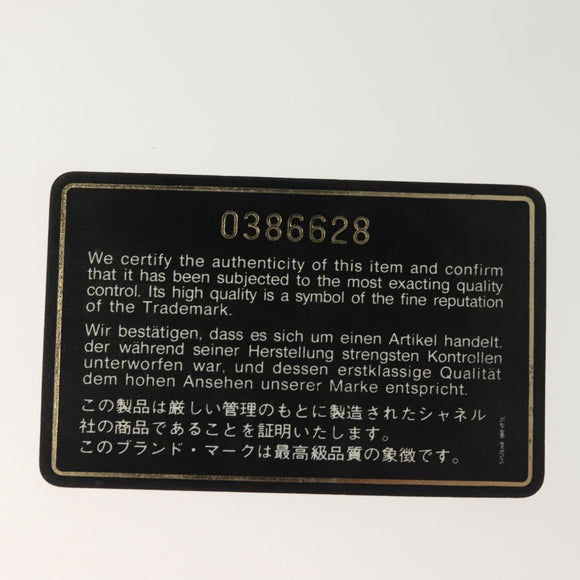 0386628
We certify the authenticity of this item and confirm
that it has been subjected to the most exacting quality
control. Its high quality is a symbol of the fine reputation
of the Trademark.
Wir bestätigen, dass es sich um einen Artikel handelt.
der während seiner Herstellung strengsten Kontrollen
unterworfen war, und dessen erstklassige Qualität
dem hohen Ansehen unserer Marke entspricht.
この製品は厳しい管理のもとに製造されたシャネル
社の商品であることを証明いたします。
このブランド・マークは最高級品質の象徴です。